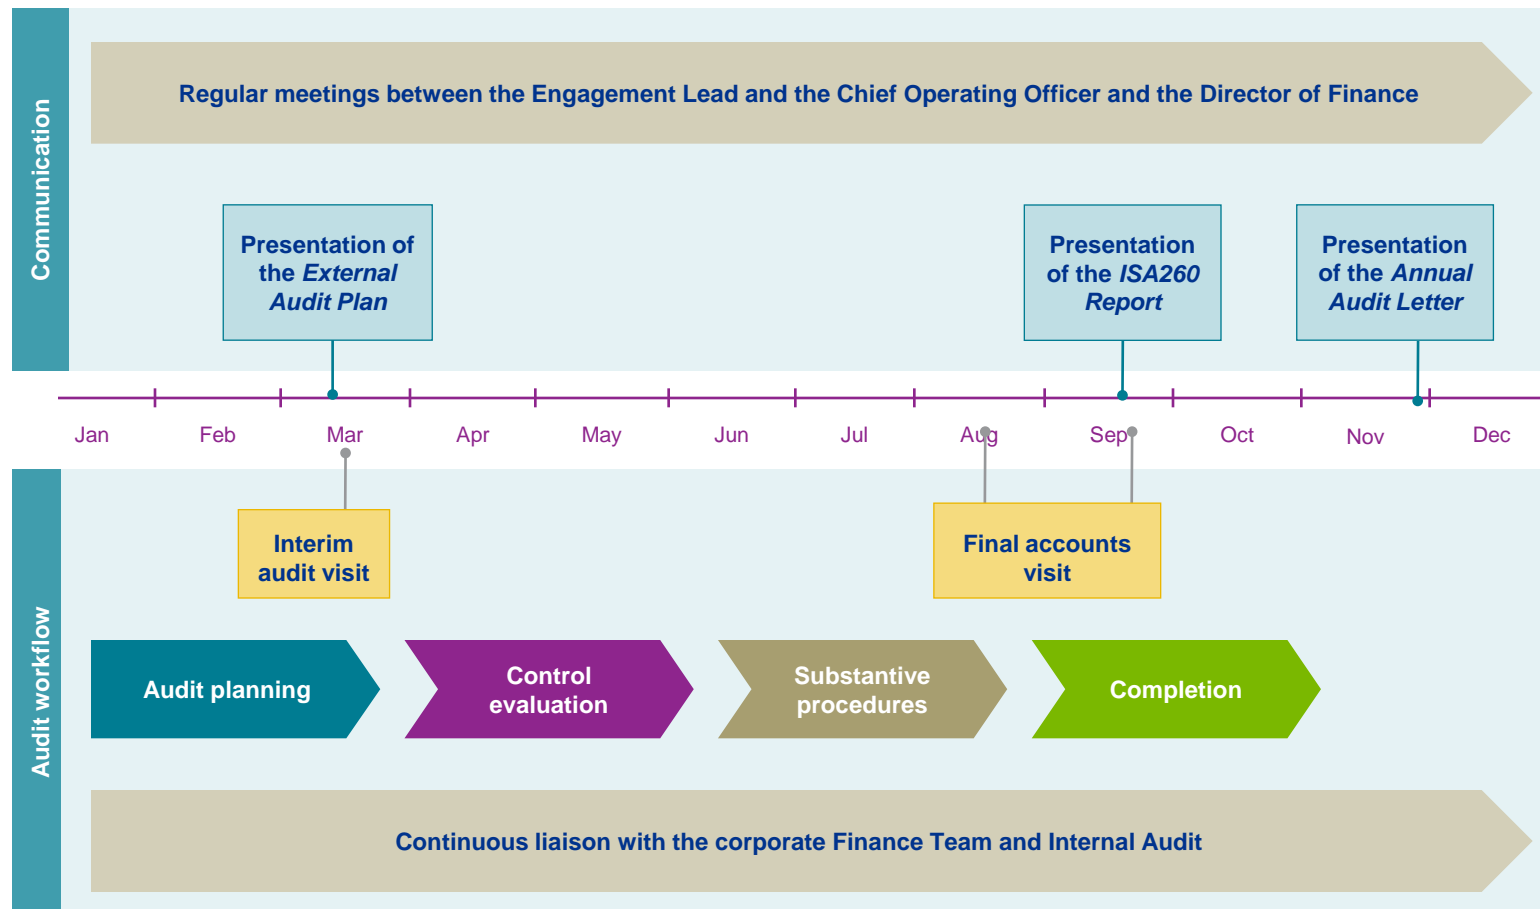 Communication
Regular meetings between the Engagement Lead and the Chief Operating Officer and the Director of Finance
Presentation of
the External
Audit Plan
Presentation
of the ISA260
Report
Presentation
of the Annual
Audit Letter
Jan Feb Mar Apr May Jun Jul Aug Sep Oct Nov Dec
Audit workflow
Interim
audit visit
Final accounts
visit
Audit planning
Control
evaluation
Substantive
procedures
Completion
Continuous liaison with the corporate Finance Team and Internal Audit